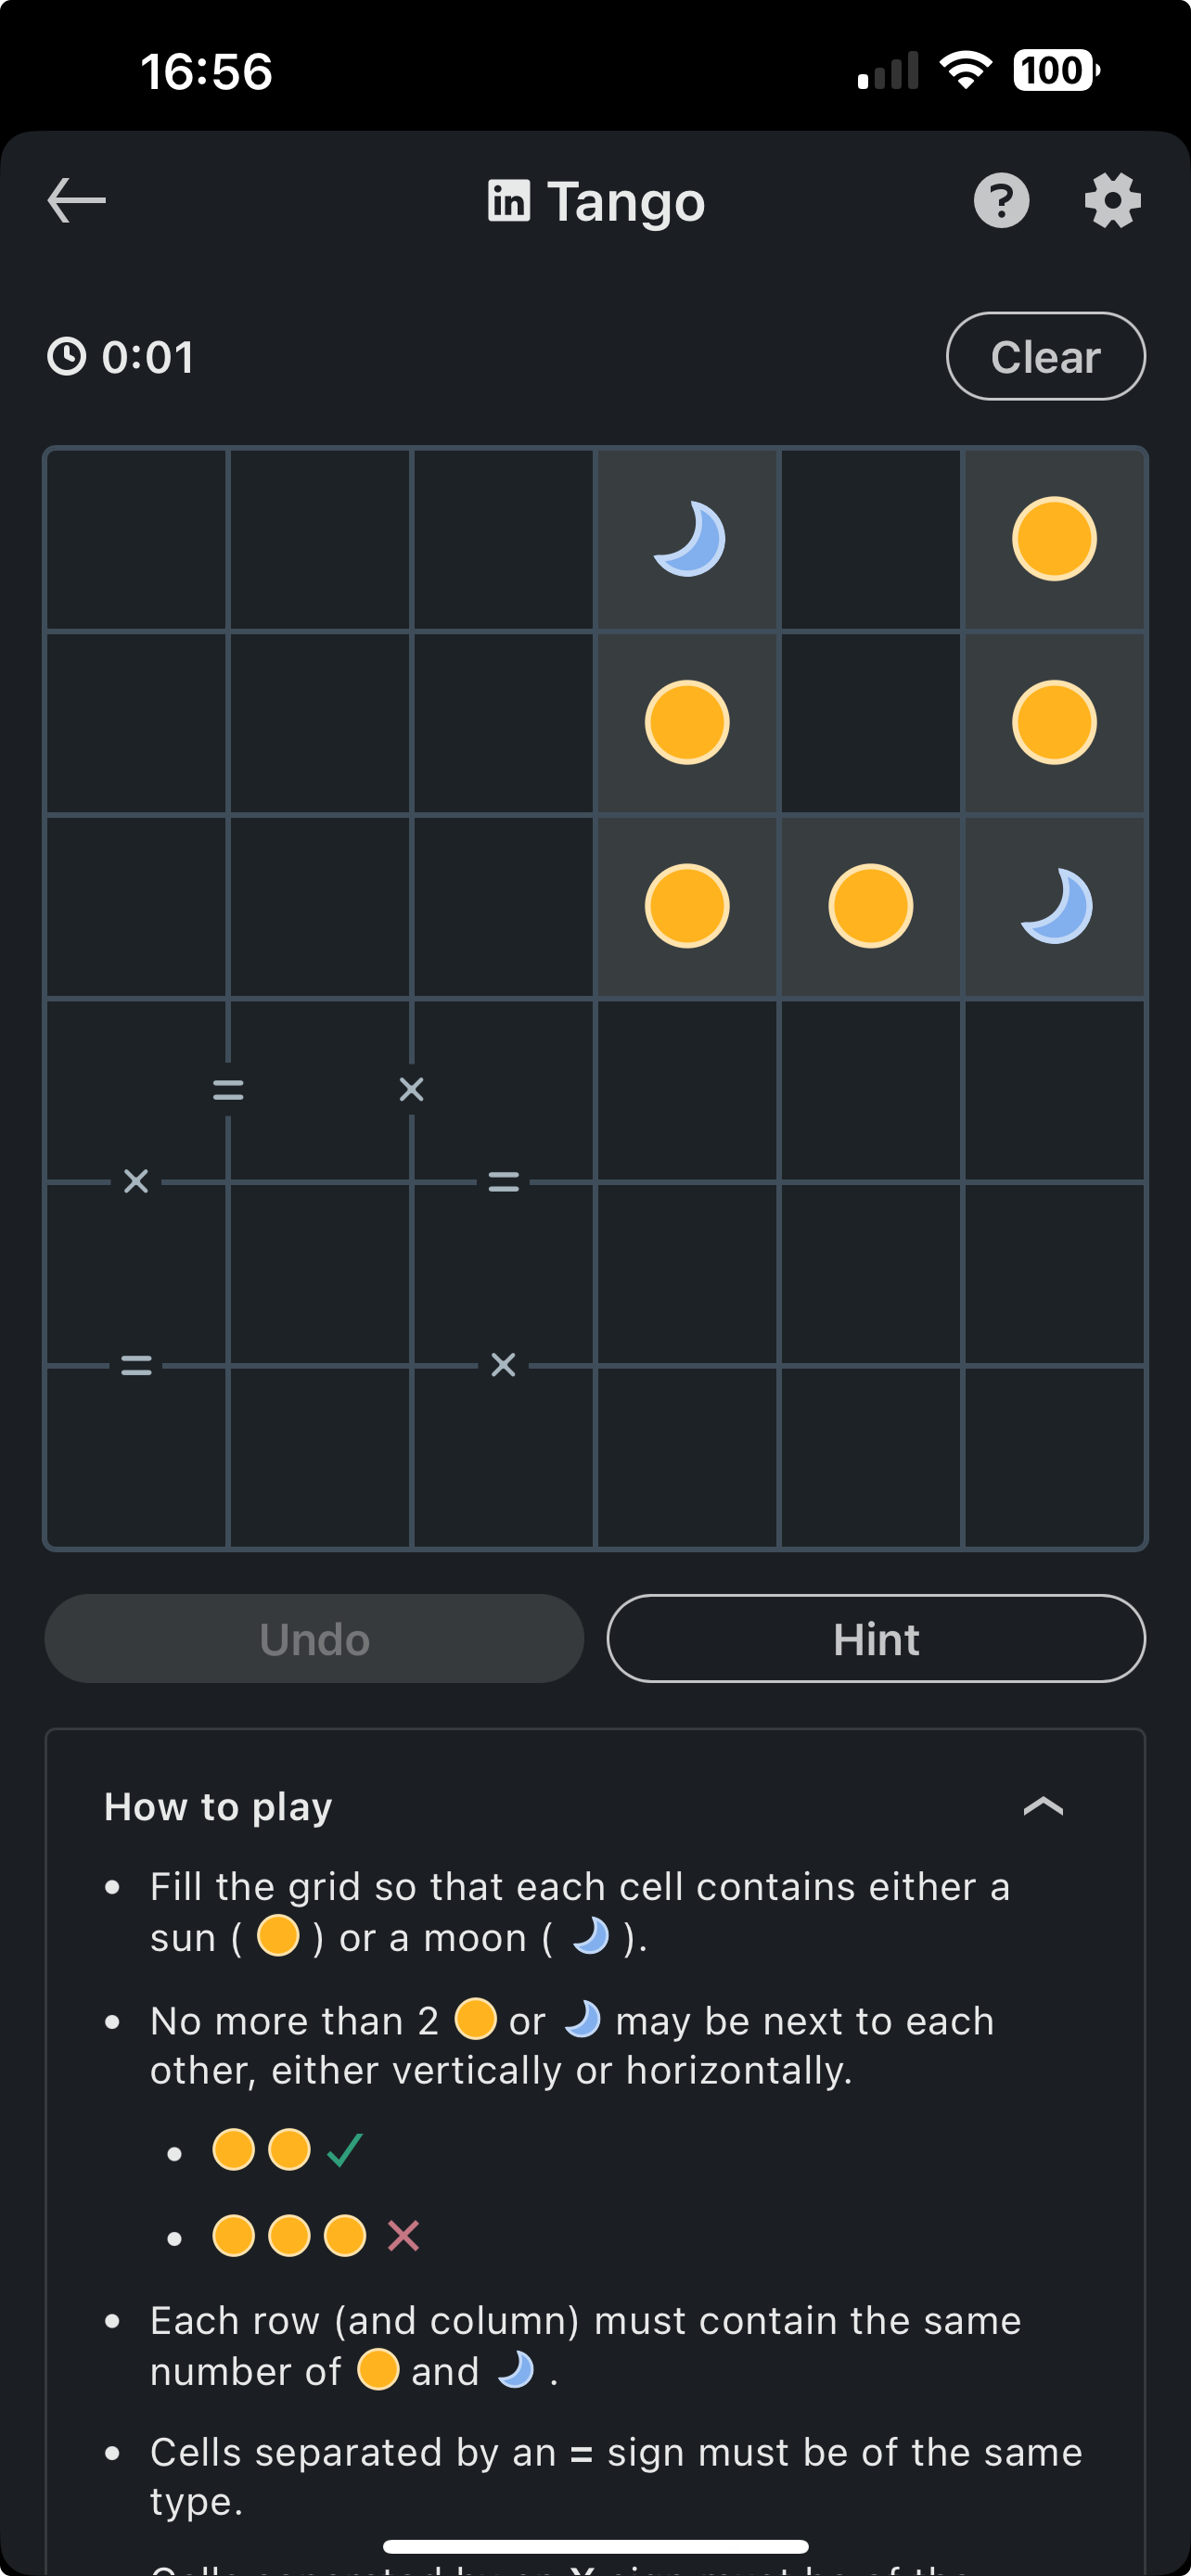 16:56
100
in Tango
?
0:01
Clear
= ×
× =
= ×
Undo
Hint
How to play
• Fill the grid so that each cell contains either a
sun ( ) or a moon ( ).
• No more than 2 or may be next to each
other, either vertically or horizontally.
• Each row (and column) must contain the same
number of and .
• Cells separated by an = sign must be of the same
type.